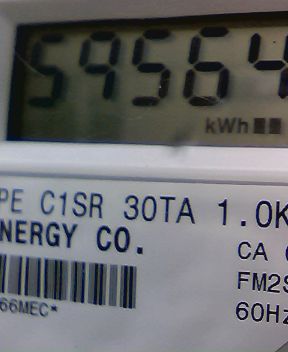 59564
kWh
PE C1SR 30TA 1.0K
NERGY CO.
CA
FM2S
66MEC*
60Hz